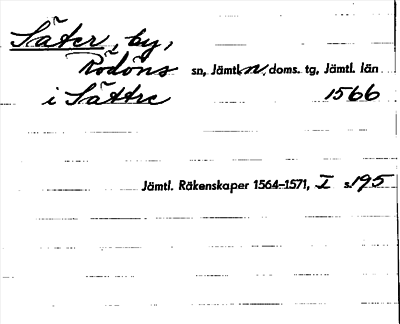 Säter, by,
Rödöns sn, Jämtl. n. doms. tg, Jämtl. län
i Sättre 1566
Jämtl. Räkenskaper 1564–1571, I s. 195